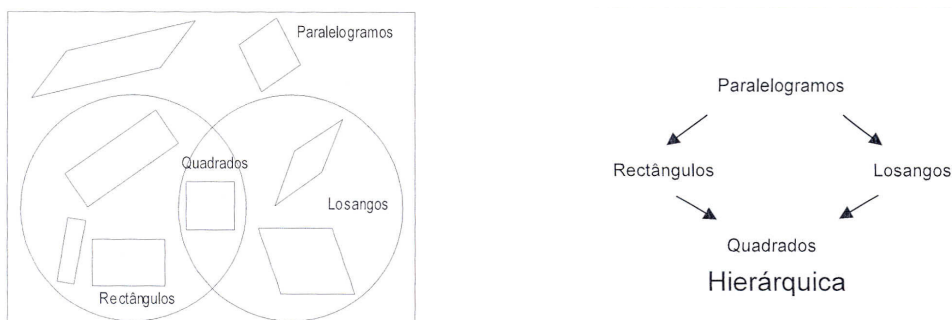 Paralelogramos
Quadrados
Losangos
Rectângulos
Paralelogramos
Rectângulos Losangos
Quadrados
Hierárquica